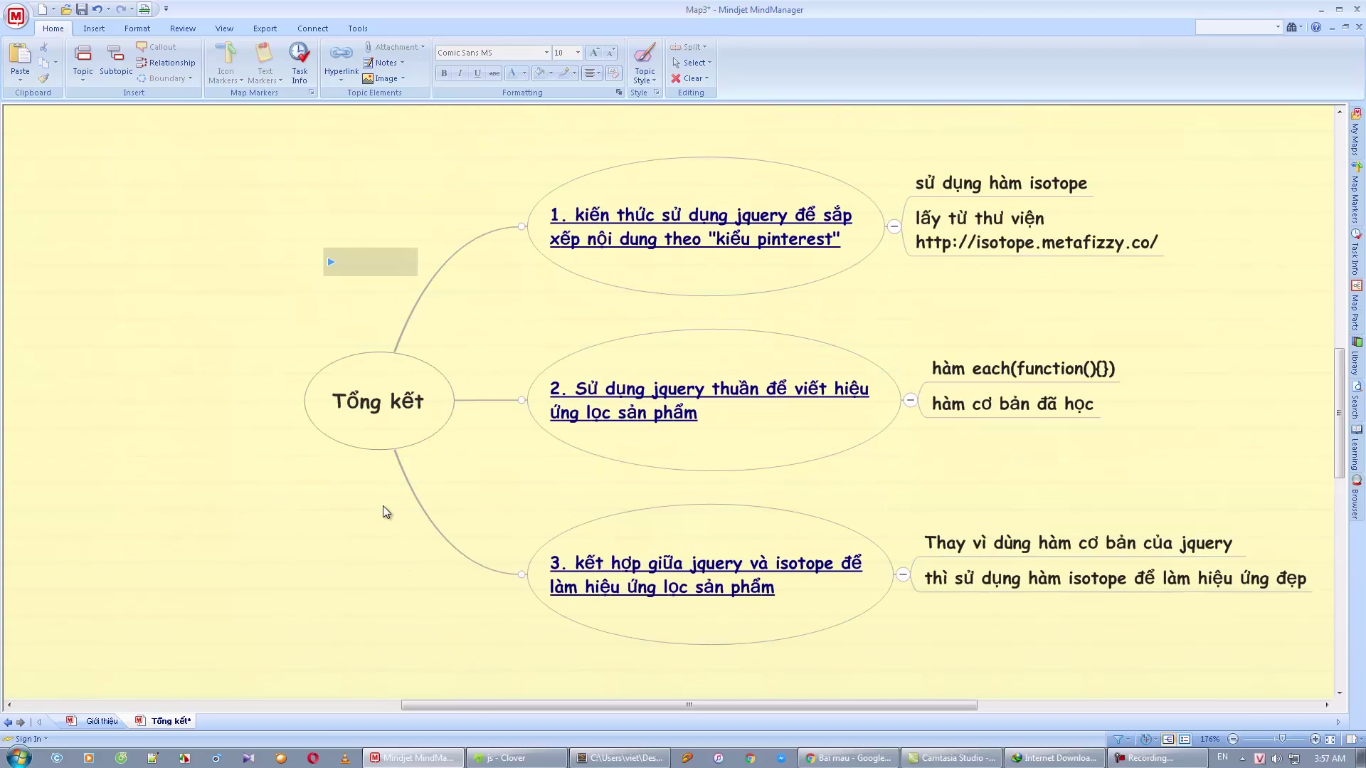 Map3* - Mindjet MindManager
Home Insert Format Review View Export Connect Tools
Paste
Clipboard
Topic Subtopic
Callout
Relationship
Boundary
Insert
Icon Markers
Text Markers
Task Info
Map Markers
Hyperlink
Attachment
Notes
Image
Topic Elements
Comic Sans MS 10
B I U abc A
Formatting
Topic Style
Style
Split
Select
Clear
Editing
1. kiến thức sử dụng jquery để sắp
xếp nội dung theo "kiểu pinterest"
sử dụng hàm isotope
lấy từ thư viện
http://isotope.metafizzy.co/
Tổng kết
2. Sử dụng jquery thuần để viết hiệu
ứng lọc sản phẩm
hàm each(function(){})
hàm cơ bản đã học
3. kết hợp giữa jquery và isotope để
làm hiệu ứng lọc sản phẩm
Thay vì dùng hàm cơ bản của jquery
thì sử dụng hàm isotope để làm hiệu ứng đẹp
My Maps
Map Markers
Task Info
Map Parts
Library
Search
Learning
Browser
Giới thiệu Tổng kết*
Sign In 176%
Mindjet MindMa... js - Clover C:\Users\viet\Des... Bai mau - Google... Camtasia Studio -... Internet Downloa... Recording... EN 3:57 AM